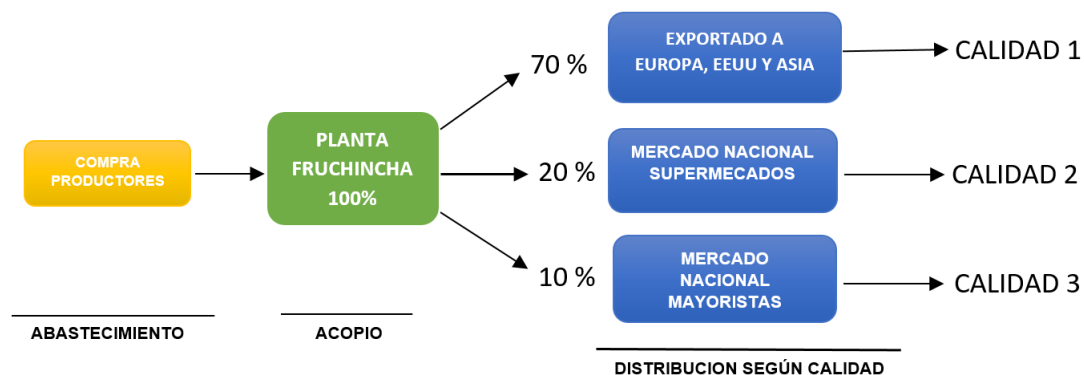 COMPRA
PRODUCTORES
PLANTA
FRUCHINCHA
100%
70 %
EXPORTADO A
EUROPA, EEUU Y ASIA
CALIDAD 1
20 %
MERCADO NACIONAL
SUPERMECADOS
CALIDAD 2
10 %
MERCADO
NACIONAL
MAYORISTAS
CALIDAD 3
ABASTECIMIENTO
ACOPIO
DISTRIBUCION SEGÚN CALIDAD